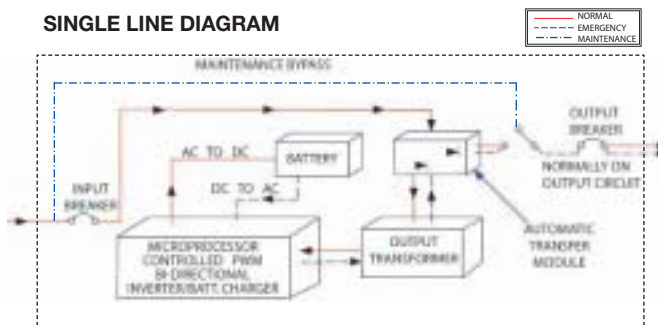 SINGLE LINE DIAGRAM
NORMAL
EMERGENCY
MAINTENANCE
MAINTENANCE BYPASS
OUTPUT
BREAKER
AC TO DC
BATTERY
NORMALLY ON
OUTPUT CIRCUIT
DC TO AC
INPUT
BREAKER
AUTOMATIC
TRANSFER
MODULE
MICROPROCESSOR
CONTROLLED PWM
BI-DIRECTIONAL
INVERTER/BATT. CHARGER
OUTPUT
TRANSFORMER